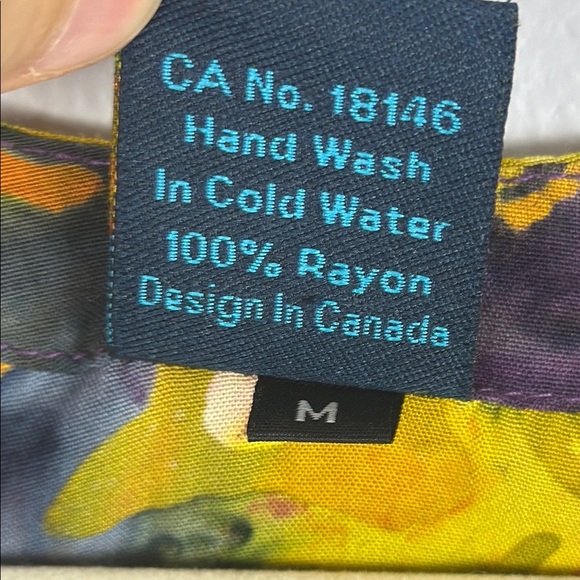 CA No. 18146
Hand Wash
In Cold Water
100% Rayon
Design In Canada
M